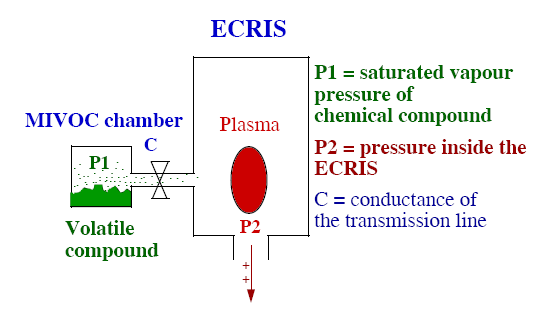 ECRIS
MIVOC chamber
C
P1
Plasma
P2
+
+
Volatile
compound
P1 = saturated vapour
pressure of
chemical compound
P2 = pressure inside the
ECRIS
C = conductance of
the transmission line